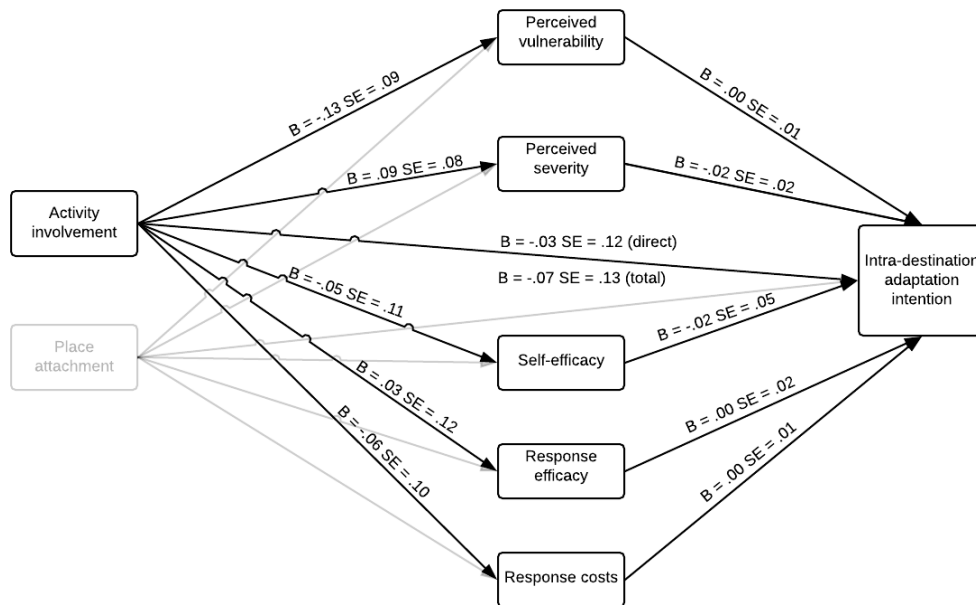 Perceived
vulnerability
B = -.13 SE = .09
B = .00 SE = .01
Perceived
severity
B = .09 SE = .08
B = -.02 SE = .02
Activity
involvement
B = -.03 SE = .12 (direct)
B = -.07 SE = .13 (total)
Intra-destination
adaptation
intention
B = -.05 SE = .11
B = -.02 SE = .05
Place
attachment
Self-efficacy
B = .03 SE = .12
B = .00 SE = .02
Response
efficacy
B = -.06 SE = .10
B = .00 SE = .01
Response costs